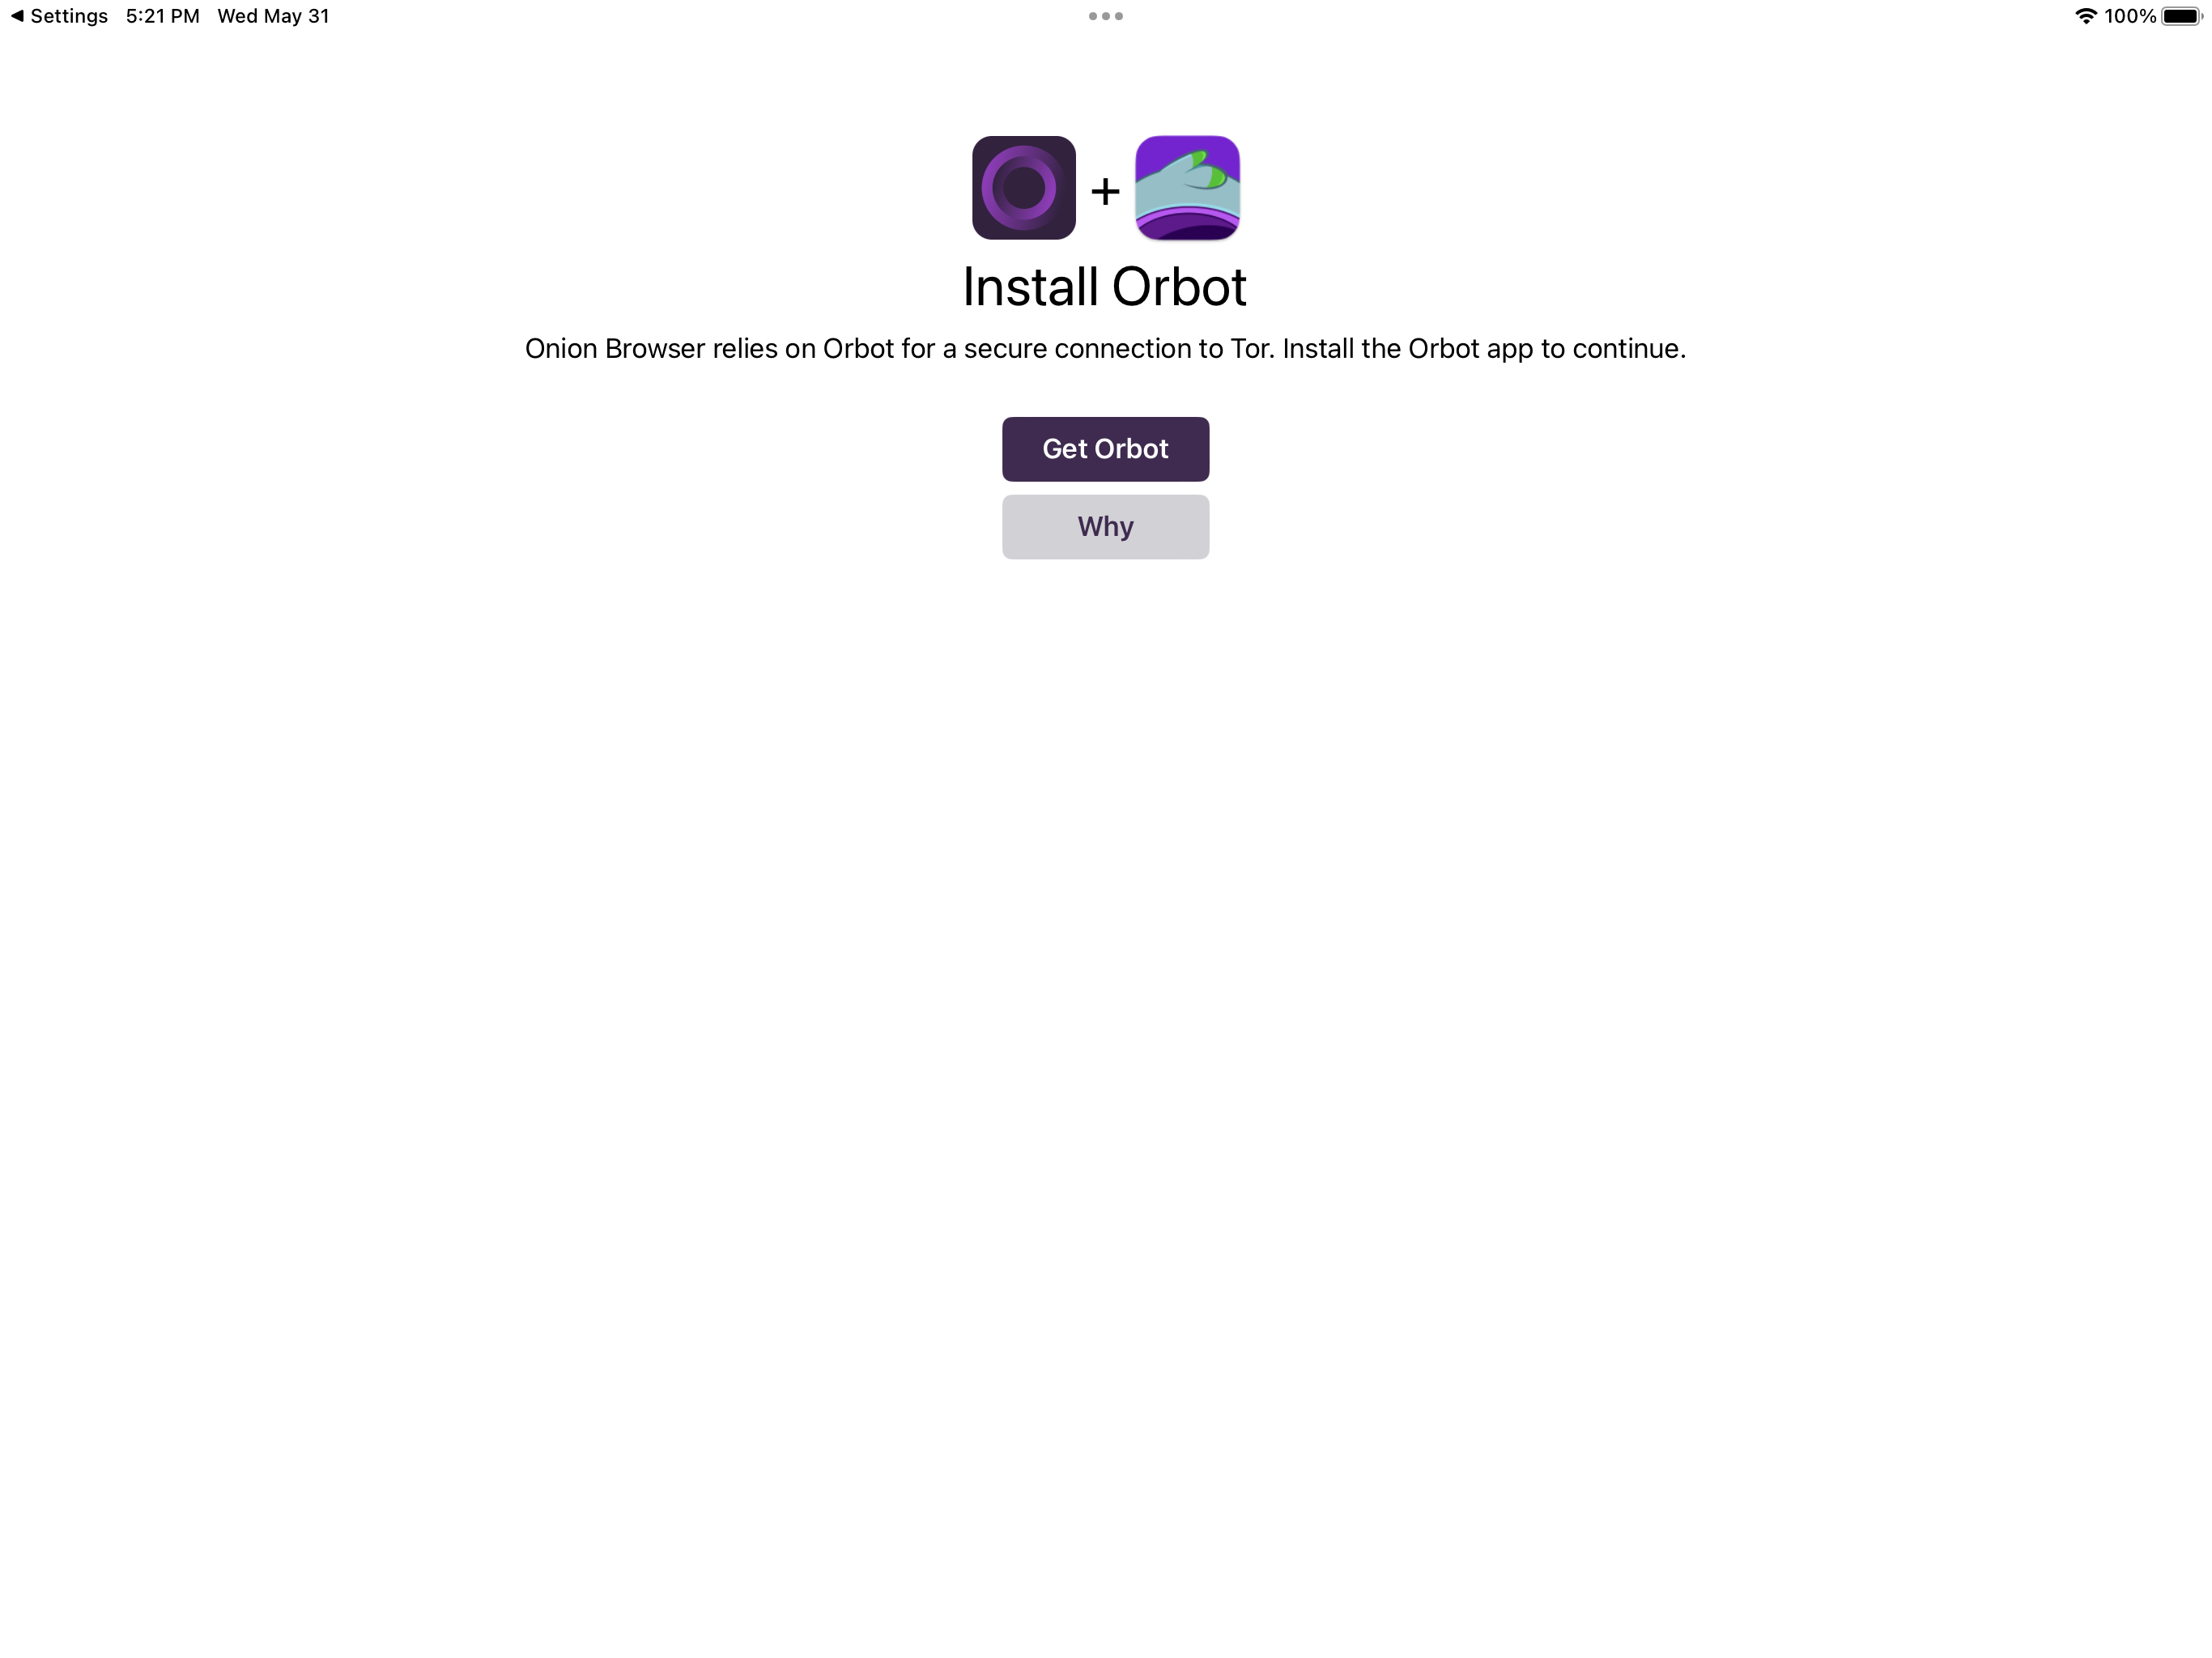 Settings 5:21 PM Wed May 31 100%
Install Orbot
Onion Browser relies on Orbot for a secure connection to Tor. Install the Orbot app to continue.
Get Orbot
Why